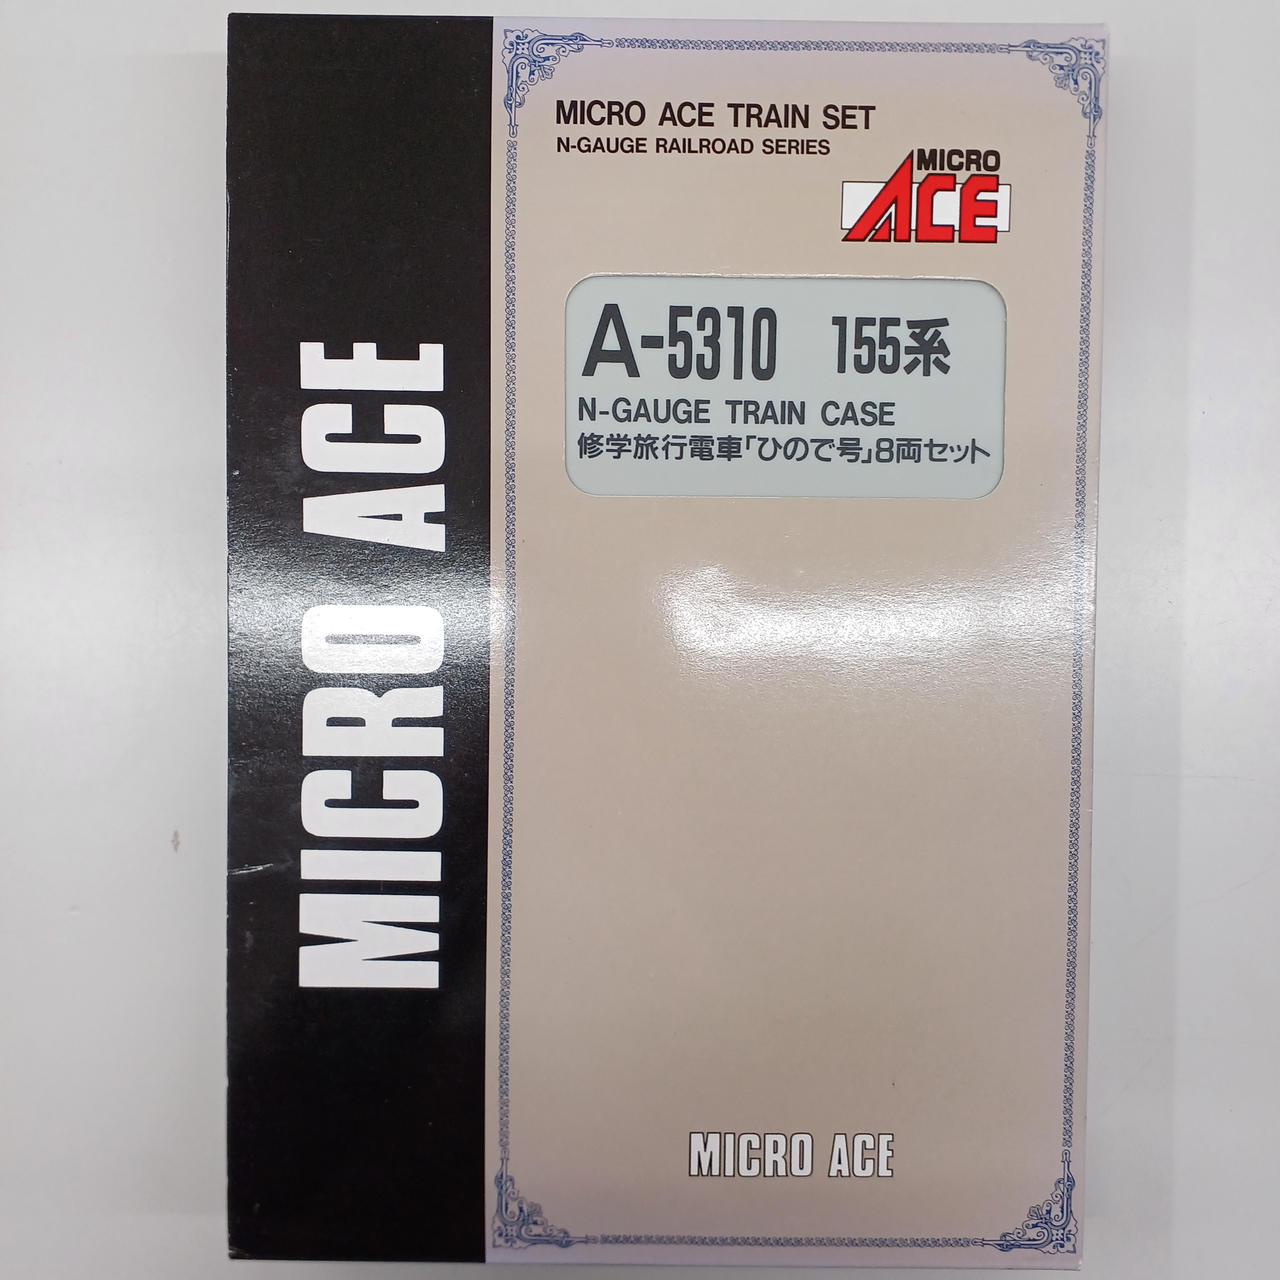 MICRO ACE
MICRO ACE TRAIN SET
N-GAUGE RAILROAD SERIES
MICRO
ACE
A-5310 155系
N-GAUGE TRAIN CASE
修学旅行電車「ひので号」8両セット
MICRO ACE